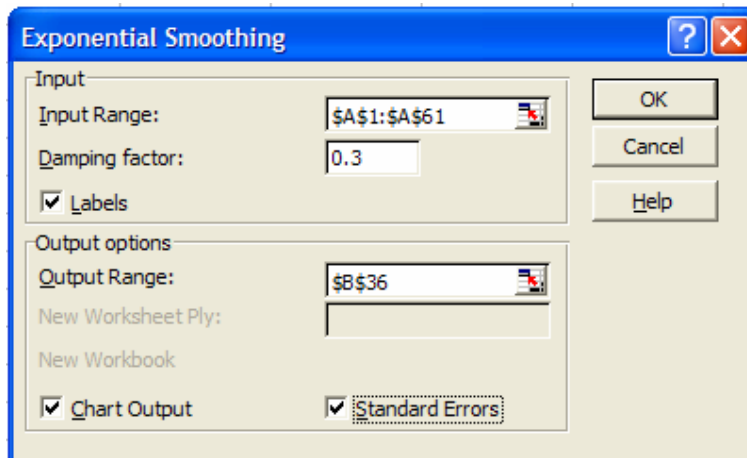 Exponential Smoothing
Input
Input Range: $A$1:$A$61
OK
Damping factor: 0.3
Cancel
Labels
Help
Output options
Output Range: $B$36
New Worksheet Ply:
New Workbook
Chart Output Standard Errors